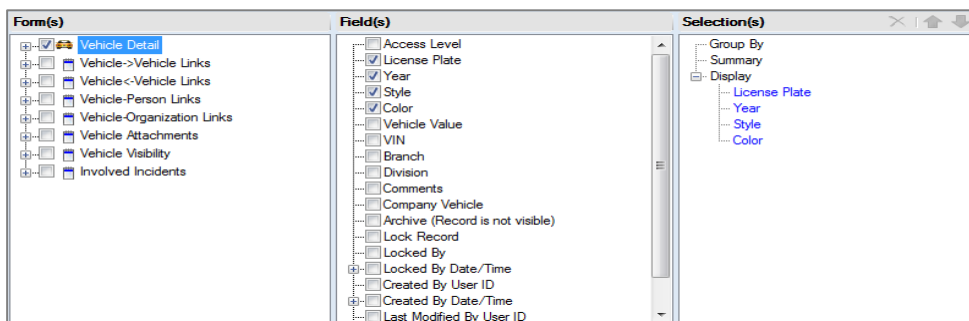 Form(s)
Vehicle Detail
Vehicle->Vehicle Links
Vehicle<-Vehicle Links
Vehicle-Person Links
Vehicle-Organization Links
Vehicle Attachments
Vehicle Visibility
Involved Incidents
Field(s)
Access Level
License Plate
Year
Style
Color
Vehicle Value
VIN
Branch
Division
Comments
Company Vehicle
Archive (Record is not visible)
Lock Record
Locked By
Locked By Date/Time
Created By User ID
Created By Date/Time
Last Modified By User ID
Selection(s)
Group By
Summary
Display
License Plate
Year
Style
Color